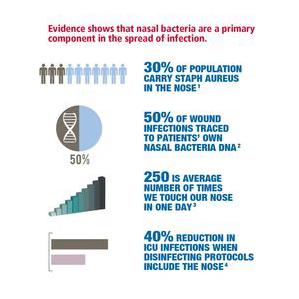 Evidence shows that nasal bacteria are a primary
component in the spread of infection.
30% OF POPULATION
CARRY STAPH AUREUS
IN THE NOSE¹
50% OF WOUND
INFECTIONS TRACED
TO PATIENTS' OWN
NASAL BACTERIA DNA²
50%
250 IS AVERAGE
NUMBER OF TIMES
WE TOUCH OUR NOSE
IN ONE DAY³
40% REDUCTION IN
ICU INFECTIONS WHEN
DISINFECTING PROTOCOLS
INCLUDE THE NOSE⁴